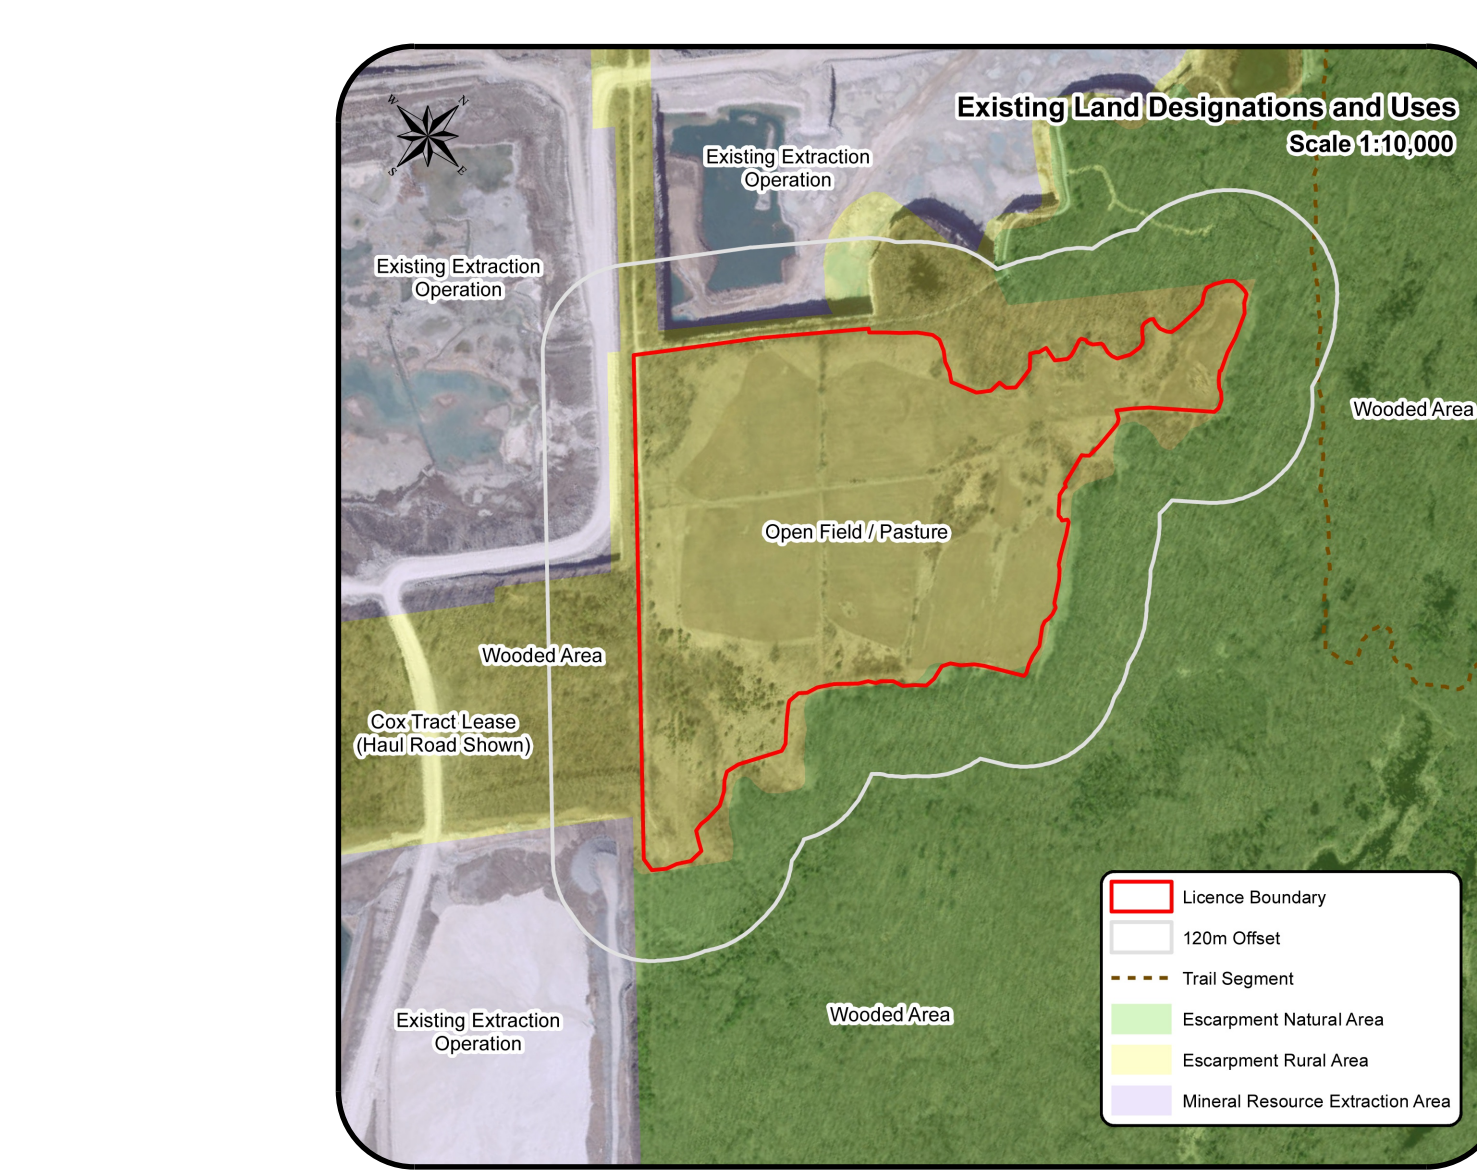 Existing Land Designations and Uses
Scale 1:10,000
W
N
S
E
Existing Extraction
Operation
Existing Extraction
Operation
Wooded Area
Open Field / Pasture
Wooded Area
Cox Tract Lease
(Haul Road Shown)
Existing Extraction
Operation
Wooded Area
Licence Boundary
120m Offset
Trail Segment
Escarpment Natural Area
Escarpment Rural Area
Mineral Resource Extraction Area